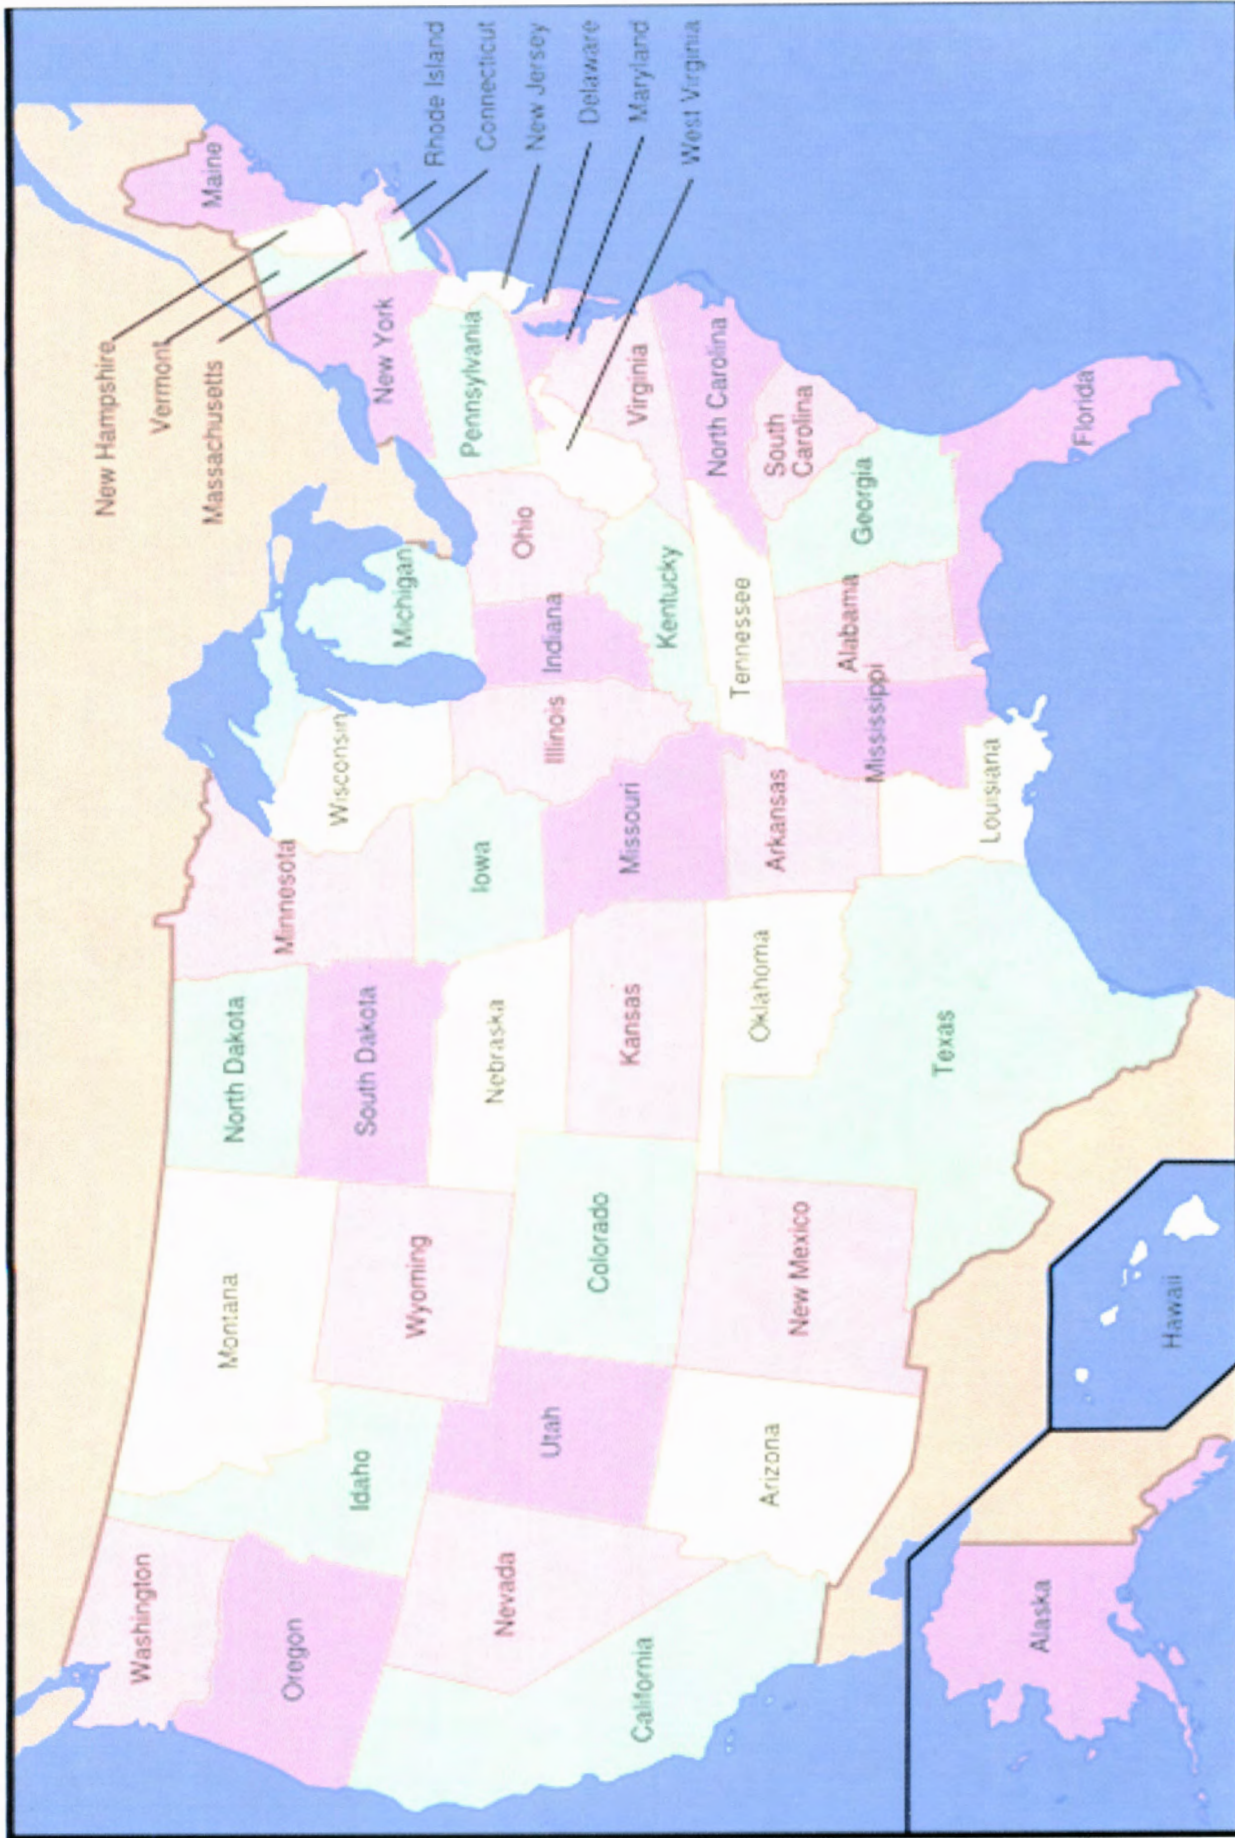 New Hampshire
Vermont
Massachusetts
Maine
Rhode Island
Connecticut
New Jersey
Delaware
Maryland
West Virginia
Washington
Montana
North Dakota
Minnesota
Wisconsin
Michigan
New York
Oregon
Idaho
Wyoming
South Dakota
Iowa
Illinois
Indiana
Ohio
Pennsylvania
Nevada
Utah
Colorado
Nebraska
Kansas
Missouri
Kentucky
Virginia
California
Arizona
New Mexico
Oklahoma
Arkansas
Tennessee
North Carolina
South
Carolina
Texas
Louisiana
Mississippi
Alabama
Georgia
Florida
Alaska
Hawaii